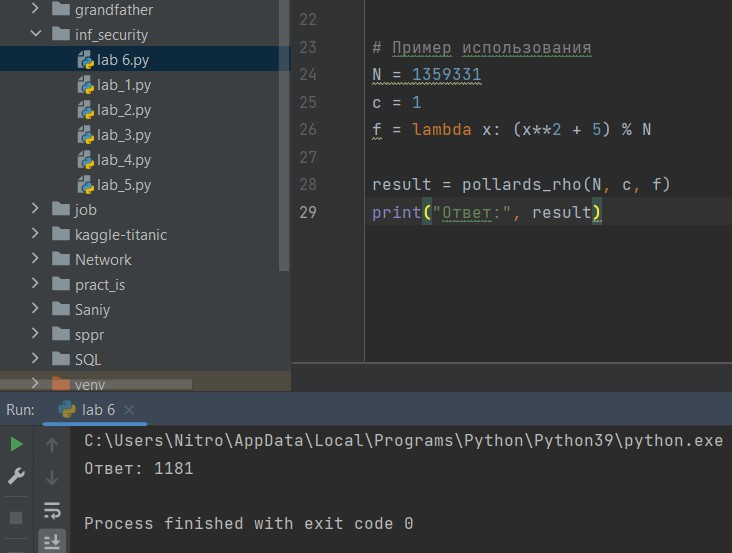 grandfather
inf_security
lab 6.py
lab_1.py
lab_2.py
lab_3.py
lab_4.py
lab_5.py
job
kaggle-titanic
Network
pract_is
Saniy
sppr
SQL
venv
22
23 # Пример использования
24 N = 1359331
25 c = 1
26 f = lambda x: (x**2 + 5) % N
27
28 result = pollards_rho(N, c, f)
29 print("Ответ:", result)
Run: lab 6
C:\Users\Nitro\AppData\Local\Programs\Python\Python39\python.exe
Ответ: 1181
Process finished with exit code 0